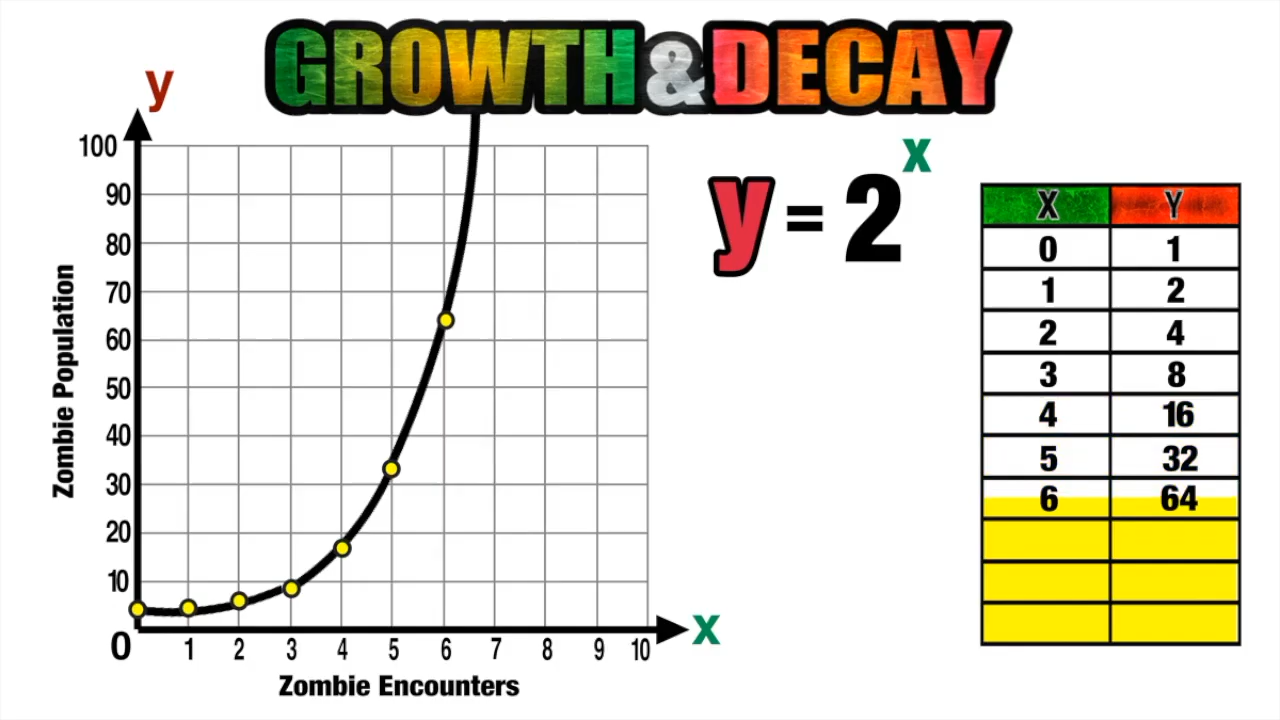 GROWTH&DECAY
y
100
90
80
70
60
50
40
30
20
10
0
Zombie Population
1 2 3 4 5 6 7 8 9 10
x
Zombie Encounters
y = 2^x
X Y
0 1
1 2
2 4
3 8
4 16
5 32
6 64